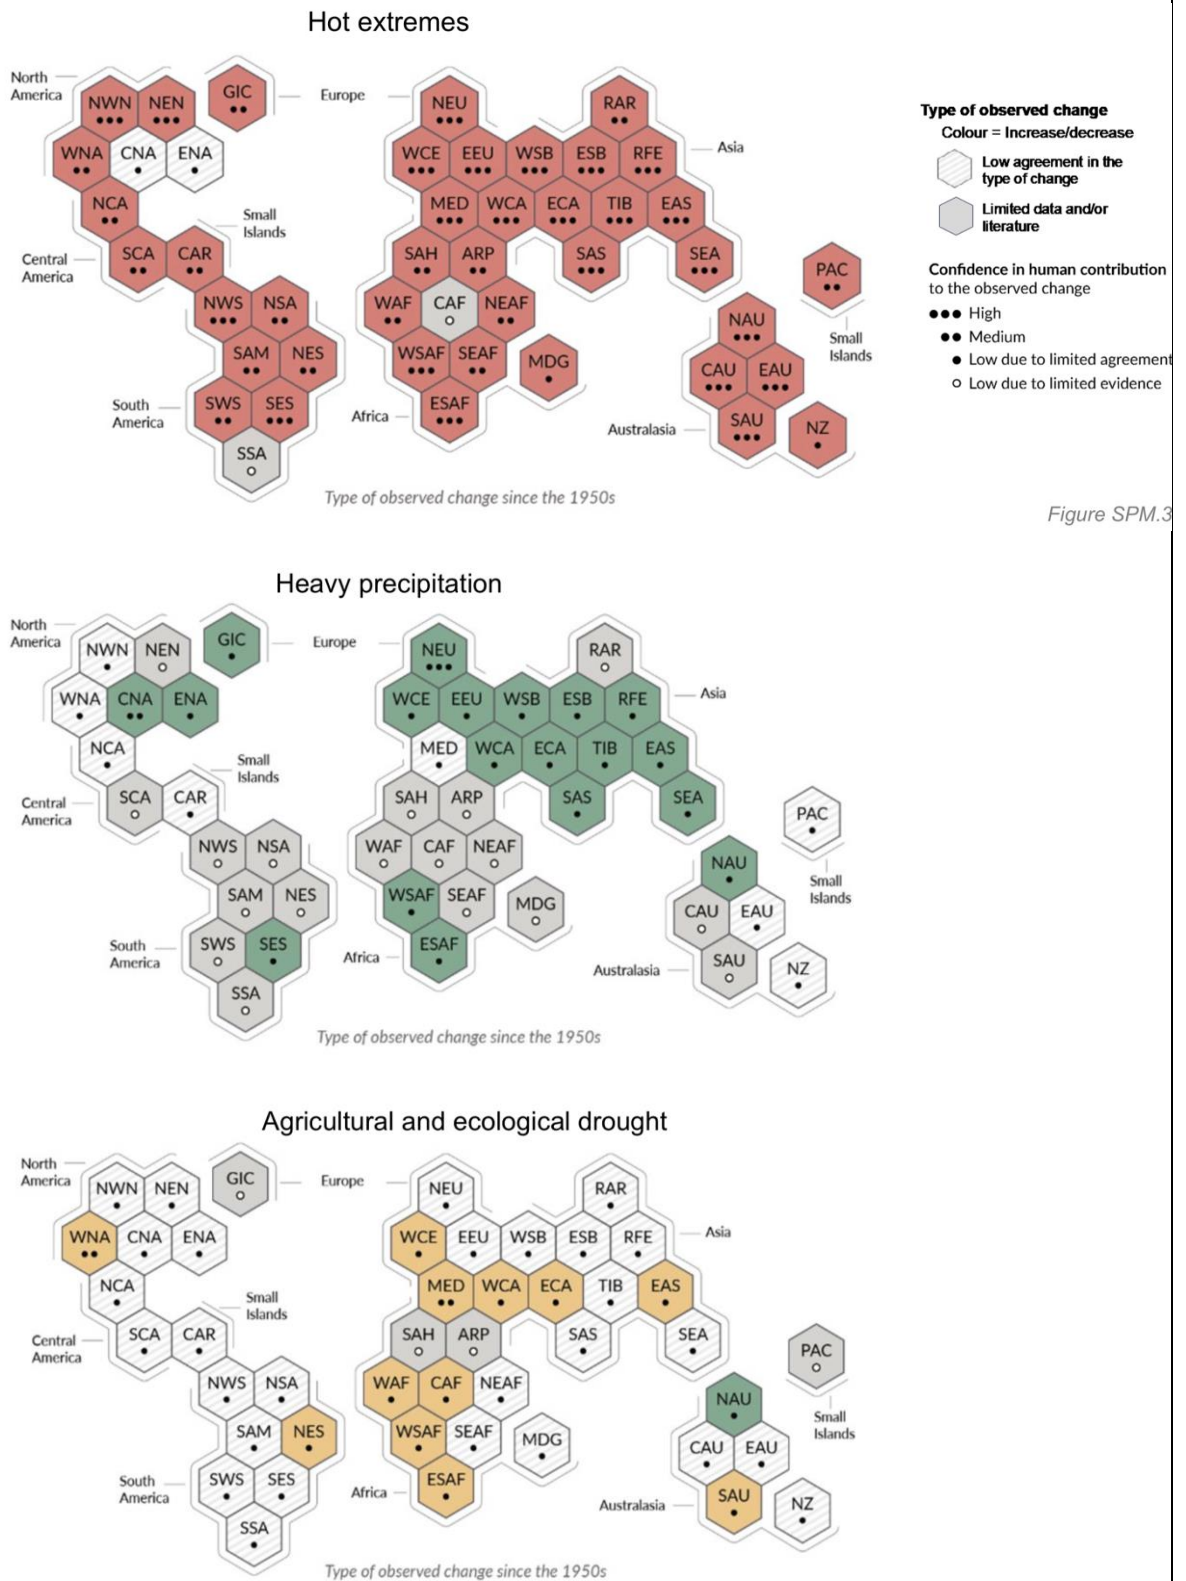 Hot extremes
North
America
NWN
NEN
GIC
Europe
NEU
RAR
WNA
CNA
ENA
WCE
EEU
WSB
ESB
RFE
Asia
NCA
Small
Islands
MED
WCA
ECA
TIB
EAS
Central
America
SCA
CAR
SAH
ARP
SAS
SEA
PAC
NWS
NSA
WAF
CAF
NEAF
NAU
Small
Islands
SAM
NES
WSAF
SEAF
MDG
CAU
EAU
South
America
SWS
SES
Africa
ESAF
Australasia
SAU
NZ
SSA
Type of observed change since the 1950s
Type of observed change
Colour = Increase/decrease
Low agreement in the
type of change
Limited data and/or
literature
Confidence in human contribution
to the observed change
High
Medium
Low due to limited agreement
Low due to limited evidence
Figure SPM.3
Heavy precipitation
North
America
NWN
NEN
GIC
Europe
NEU
RAR
WNA
CNA
ENA
WCE
EEU
WSB
ESB
RFE
Asia
NCA
Small
Islands
MED
WCA
ECA
TIB
EAS
Central
America
SCA
CAR
SAH
ARP
SAS
SEA
PAC
NWS
NSA
WAF
CAF
NEAF
NAU
Small
Islands
SAM
NES
WSAF
SEAF
MDG
CAU
EAU
South
America
SWS
SES
Africa
ESAF
Australasia
SAU
NZ
SSA
Type of observed change since the 1950s
Agricultural and ecological drought
North
America
NWN
NEN
GIC
Europe
NEU
RAR
WNA
CNA
ENA
WCE
EEU
WSB
ESB
RFE
Asia
NCA
Small
Islands
MED
WCA
ECA
TIB
EAS
Central
America
SCA
CAR
SAH
ARP
SAS
SEA
PAC
NWS
NSA
WAF
CAF
NEAF
NAU
Small
Islands
SAM
NES
WSAF
SEAF
MDG
CAU
EAU
South
America
SWS
SES
Africa
ESAF
Australasia
SAU
NZ
SSA
Type of observed change since the 1950s